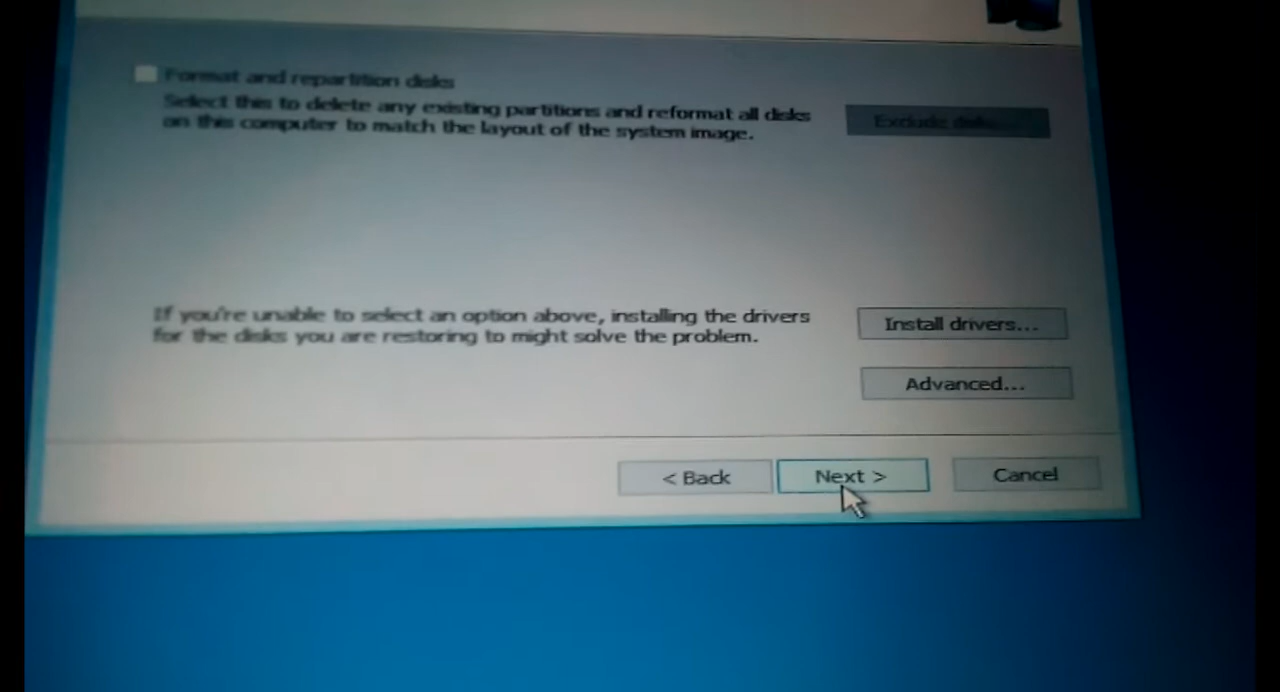 Format and repartition disks
Select this to delete any existing partitions and reformat all disks
on this computer to match the layout of the system image.
Exclude disks...
If you're unable to select an option above, installing the drivers
for the disks you are restoring to might solve the problem.
Install drivers...
Advanced...
< Back
Next >
Cancel